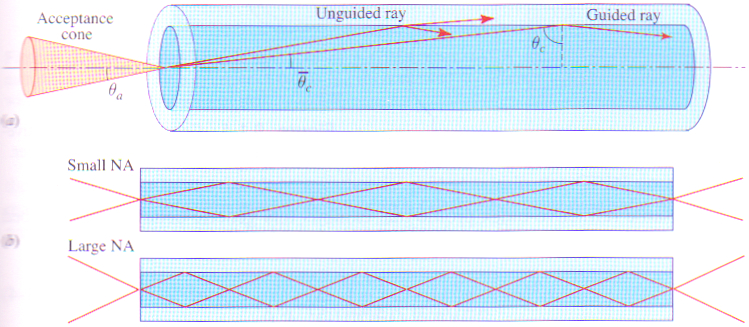 Acceptance
cone
Unguided ray
Guided ray
θc
θa
θ̅c
(a)
Small NA
(b)
Large NA